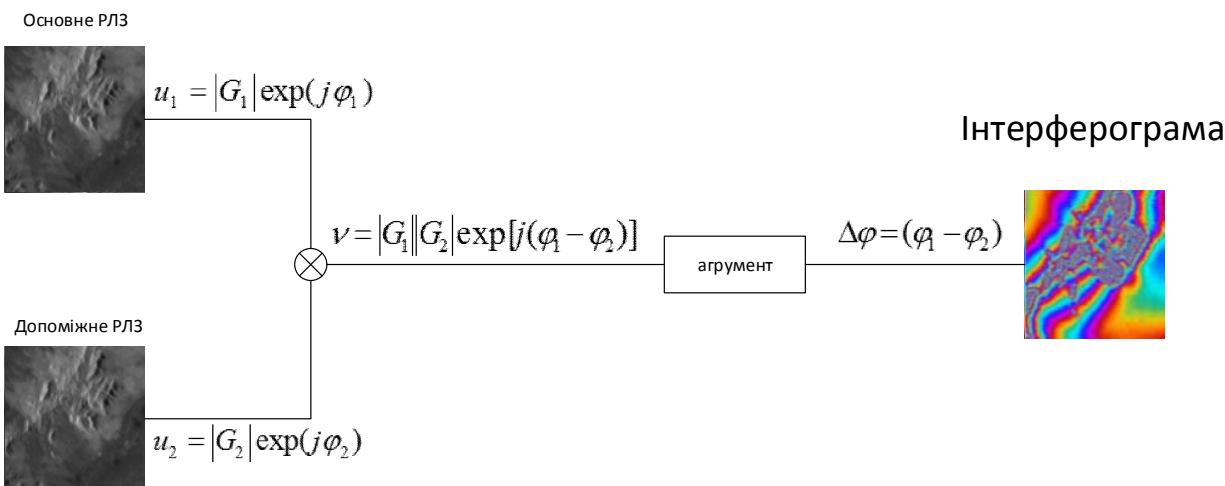 Основне РЛЗ
u₁ = |G₁| exp(jφ₁)
Інтерферограма
ν = |G₁||G₂| exp[j(φ₁ − φ₂)]
агрумент
Δφ = (φ₁ − φ₂)
Допоміжне РЛЗ
u₂ = |G₂| exp(jφ₂)